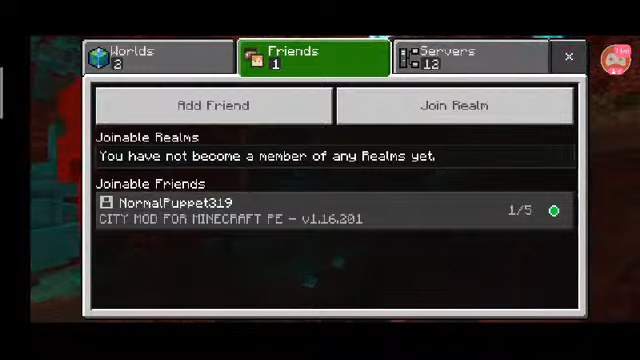 Worlds
2
Friends
1
Servers
12
Add Friend
Join Realm
Joinable Realms
You have not become a member of any Realms yet.
Joinable Friends
NormalPuppet319
CITY MOD FOR MINECRAFT PE - v1.16.201
1/5